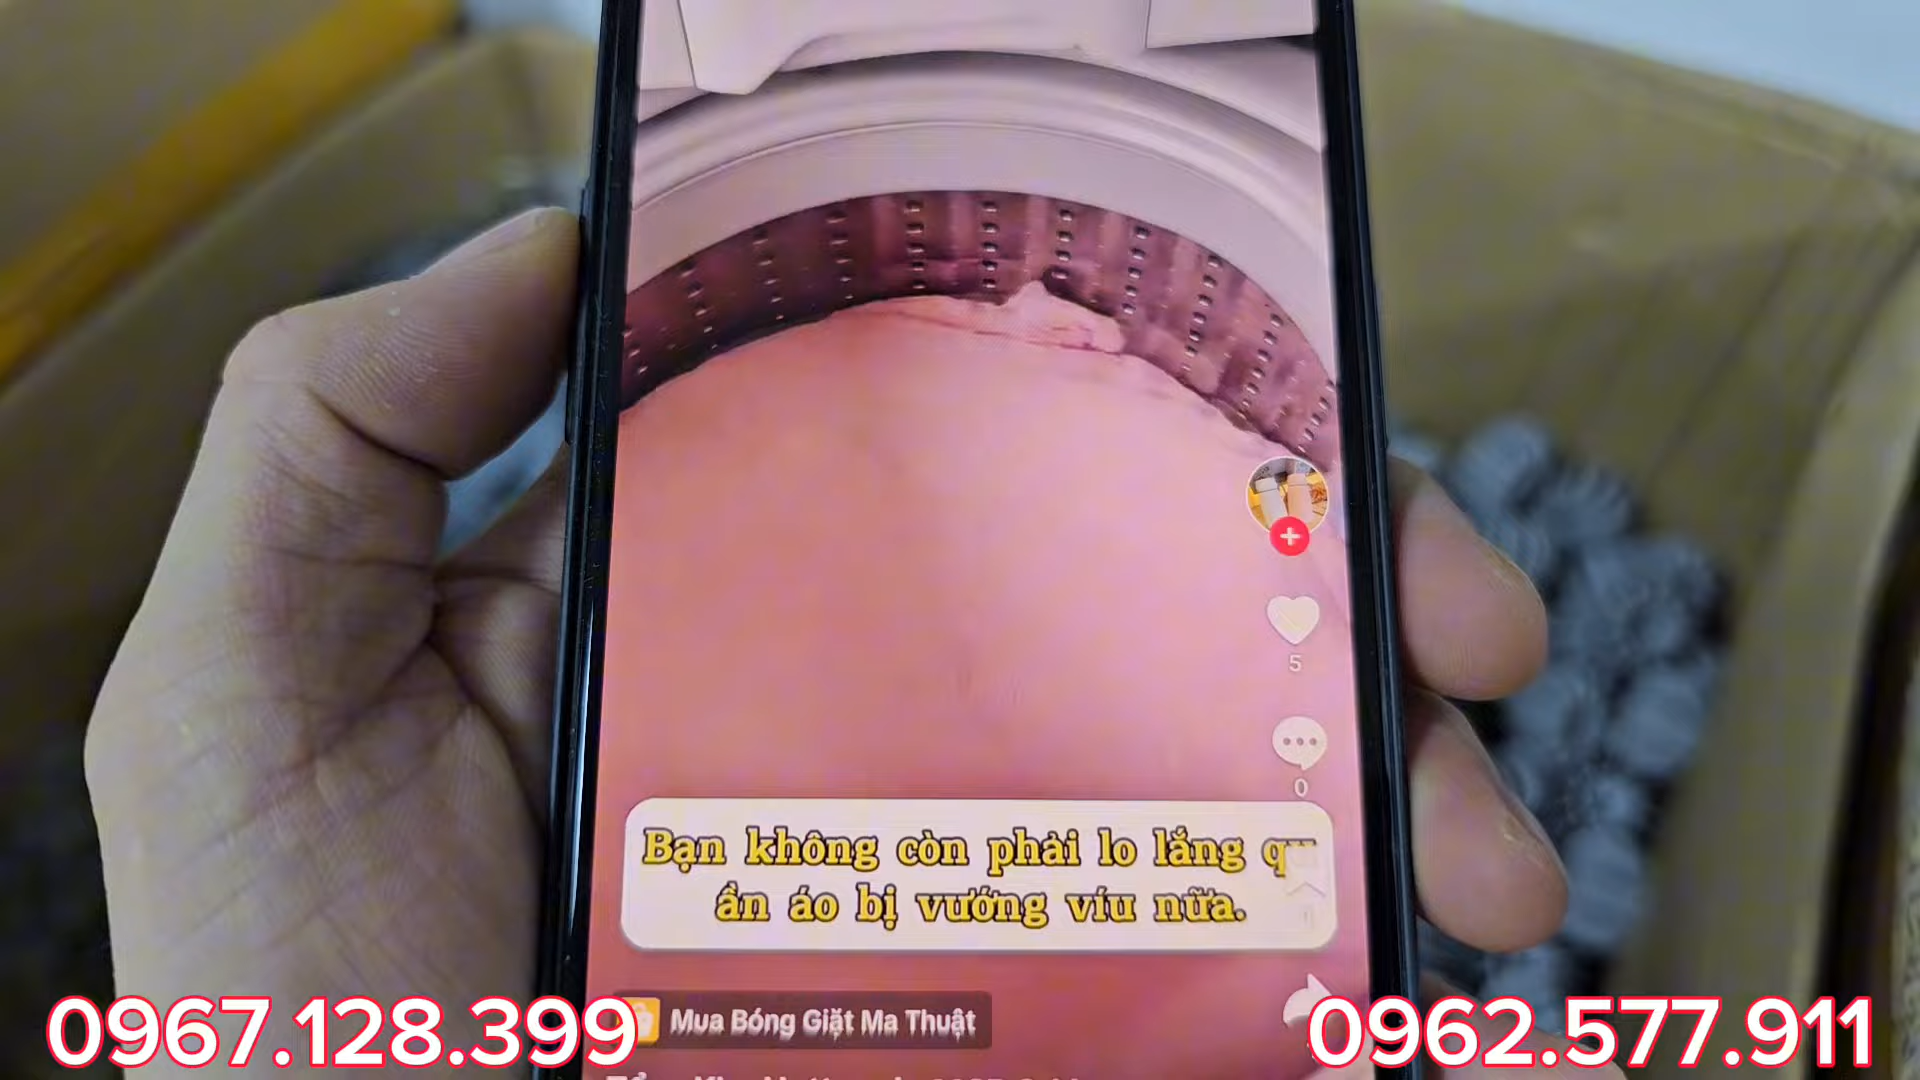 5
0
Bạn không còn phải lo lắng qu
ần áo bị vướng víu nữa.
Mua Bóng Giặt Ma Thuật
0967.128.399
0962.577.911